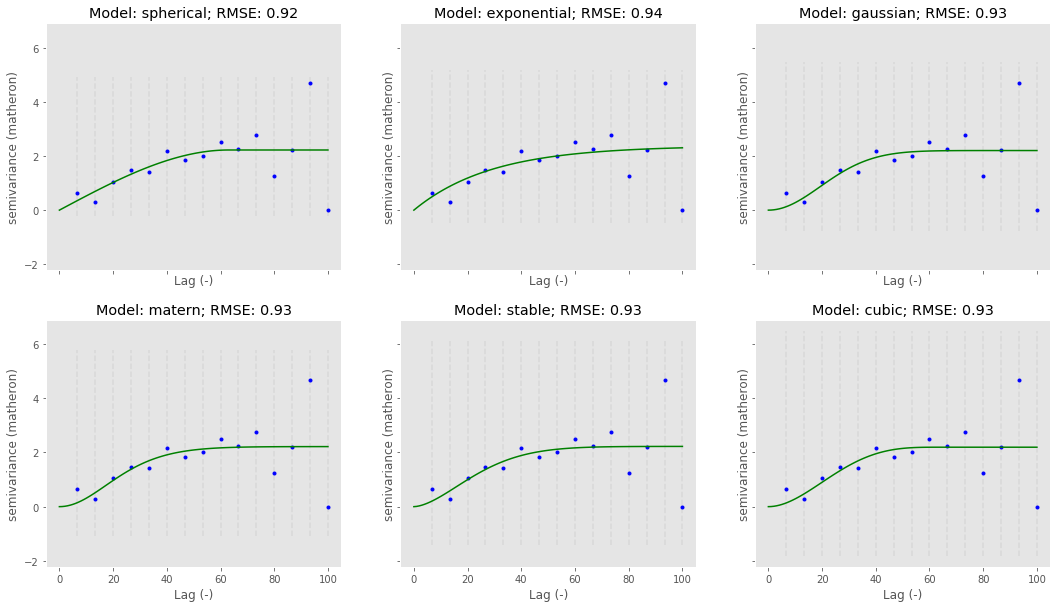 Model: spherical; RMSE: 0.92
Model: exponential; RMSE: 0.94
Model: gaussian; RMSE: 0.93
semivariance (matheron)
6
4
2
0
−2
Lag (-)
semivariance (matheron)
Lag (-)
semivariance (matheron)
Lag (-)
Model: matern; RMSE: 0.93
Model: stable; RMSE: 0.93
Model: cubic; RMSE: 0.93
semivariance (matheron)
6
4
2
0
−2
0 20 40 60 80 100
Lag (-)
semivariance (matheron)
0 20 40 60 80 100
Lag (-)
semivariance (matheron)
0 20 40 60 80 100
Lag (-)